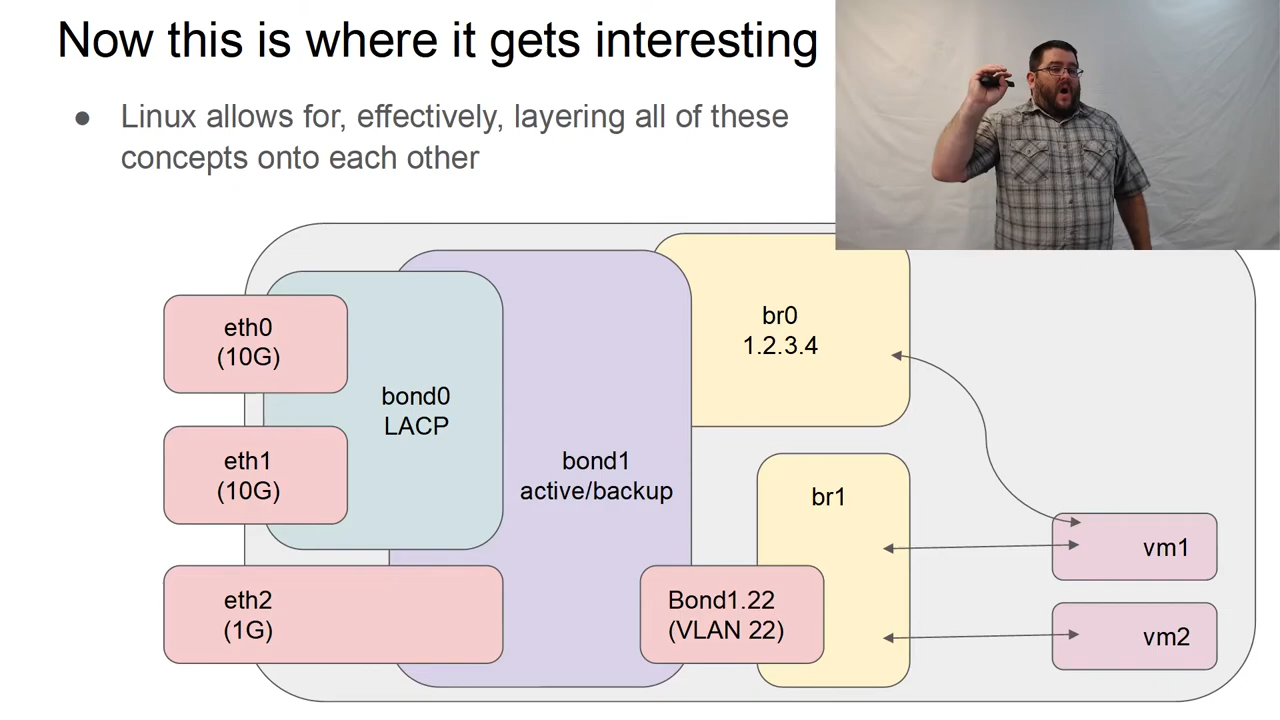 Now this is where it gets interesting
● Linux allows for, effectively, layering all of these
concepts onto each other
eth0
(10G)
eth1
(10G)
eth2
(1G)
bond0
LACP
bond1
active/backup
br0
1.2.3.4
br1
Bond1.22
(VLAN 22)
vm1
vm2